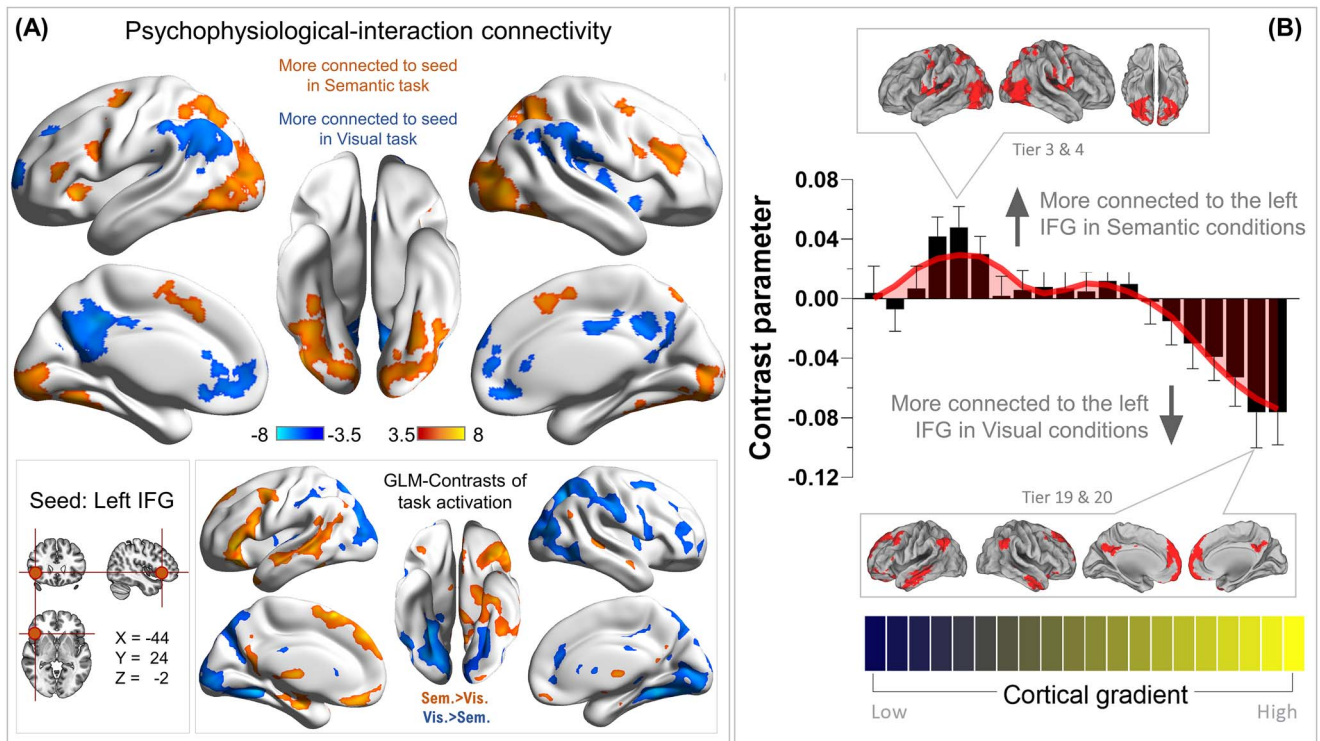 (A)
Psychophysiological-interaction connectivity
More connected to seed
in Semantic task
More connected to seed
in Visual task
-8
-3.5
3.5
8
Seed: Left IFG
X = -44
Y = 24
Z = -2
GLM-Contrasts of
task activation
Sem.>Vis.
Vis.>Sem.
(B)
Tier 3 & 4
Contrast parameter
0.08
0.04
0.00
-0.04
-0.08
-0.12
More connected to the left
IFG in Semantic conditions
More connected to the left
IFG in Visual conditions
Tier 19 & 20
Cortical gradient
Low
High